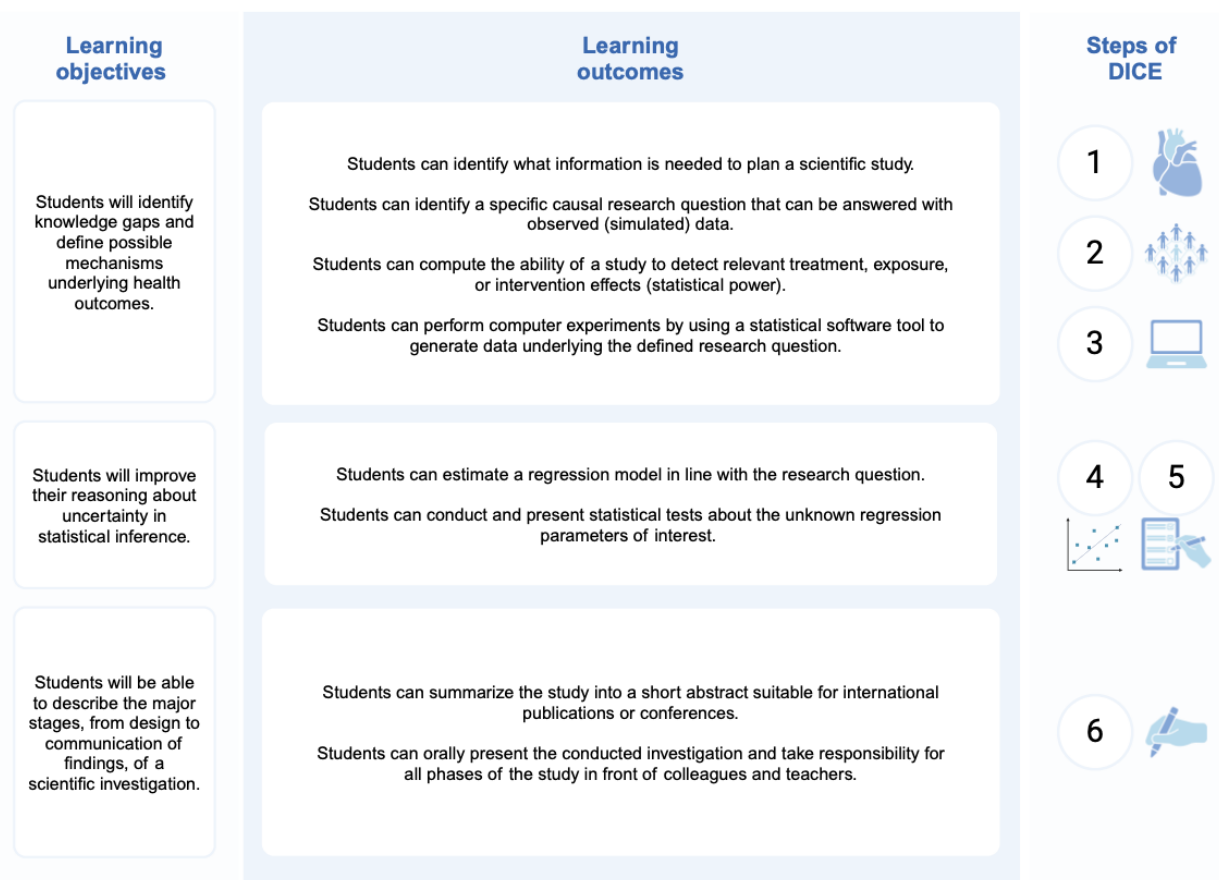 Learning
objectives
Learning
outcomes
Steps of
DICE
Students will identify
knowledge gaps and
define possible
mechanisms
underlying health
outcomes.
Students can identify what information is needed to plan a scientific study.
Students can identify a specific causal research question that can be answered with
observed (simulated) data.
Students can compute the ability of a study to detect relevant treatment, exposure,
or intervention effects (statistical power).
Students can perform computer experiments by using a statistical software tool to
generate data underlying the defined research question.
1
2
3
Students will improve
their reasoning about
uncertainty in
statistical inference.
Students can estimate a regression model in line with the research question.
Students can conduct and present statistical tests about the unknown regression
parameters of interest.
4 5
Students will be able
to describe the major
stages, from design to
communication of
findings, of a
scientific investigation.
Students can summarize the study into a short abstract suitable for international
publications or conferences.
Students can orally present the conducted investigation and take responsibility for
all phases of the study in front of colleagues and teachers.
6